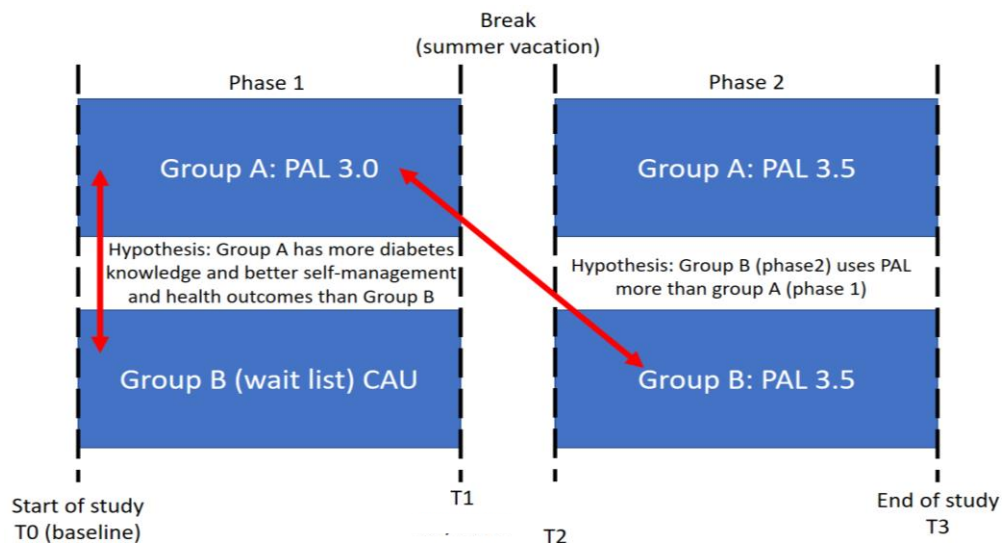 Break
(summer vacation)
Phase 1
Phase 2
Group A: PAL 3.0
Group A: PAL 3.5
Hypothesis: Group A has more diabetes
knowledge and better self-management
and health outcomes than Group B
Hypothesis: Group B (phase2) uses PAL
more than group A (phase 1)
Group B (wait list) CAU
Group B: PAL 3.5
Start of study
T0 (baseline)
T1
T2
End of study
T3